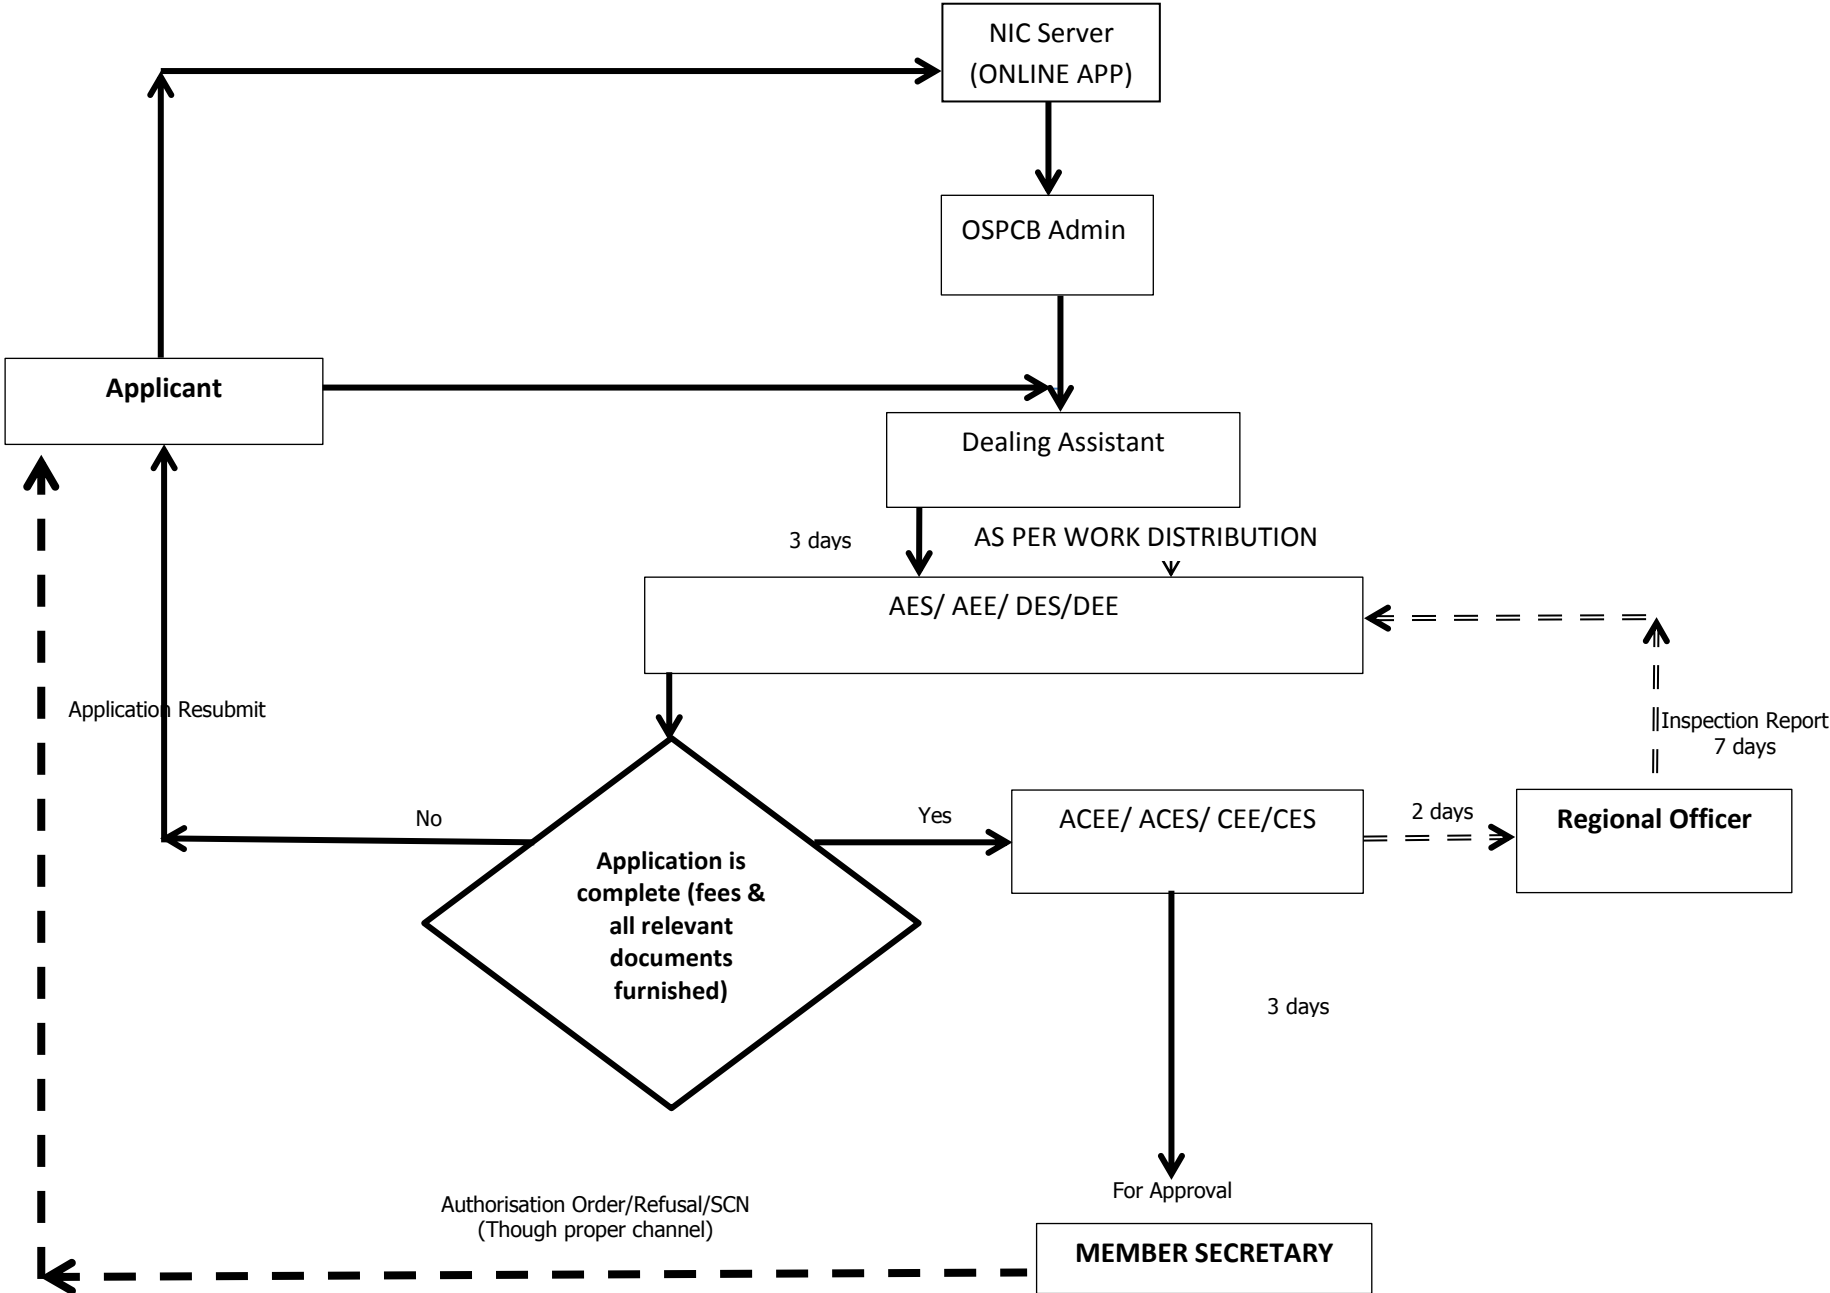 NIC Server
(ONLINE APP)
OSPCB Admin
Applicant
Dealing Assistant
3 days
AS PER WORK DISTRIBUTION
AES/ AEE/ DES/DEE
Application Resubmit
Inspection Report
7 days
No
Yes
ACEE/ ACES/ CEE/CES
2 days
Regional Officer
Application is
complete (fees &
all relevant
documents
furnished)
3 days
For Approval
Authorisation Order/Refusal/SCN
(Though proper channel)
MEMBER SECRETARY